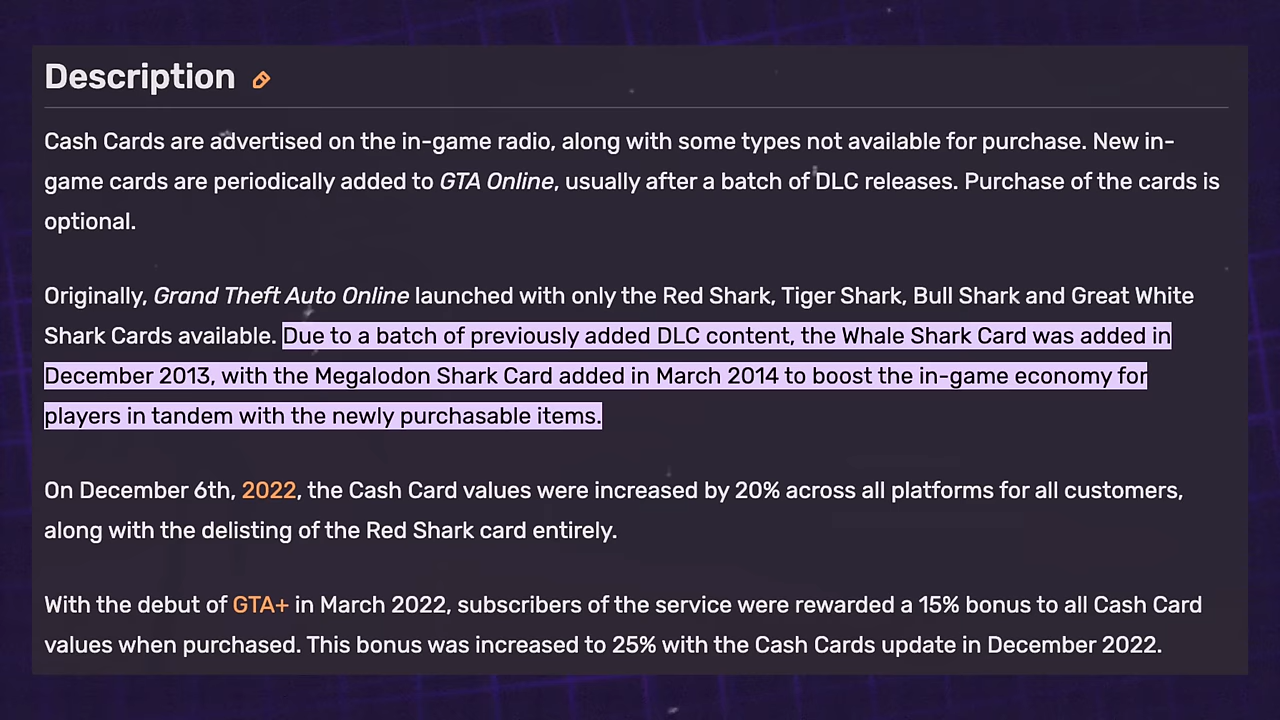 Description
Cash Cards are advertised on the in-game radio, along with some types not available for purchase. New in-
game cards are periodically added to GTA Online, usually after a batch of DLC releases. Purchase of the cards is
optional.
Originally, Grand Theft Auto Online launched with only the Red Shark, Tiger Shark, Bull Shark and Great White
Shark Cards available. Due to a batch of previously added DLC content, the Whale Shark Card was added in
December 2013, with the Megalodon Shark Card added in March 2014 to boost the in-game economy for
players in tandem with the newly purchasable items.
On December 6th, 2022, the Cash Card values were increased by 20% across all platforms for all customers,
along with the delisting of the Red Shark card entirely.
With the debut of GTA+ in March 2022, subscribers of the service were rewarded a 15% bonus to all Cash Card
values when purchased. This bonus was increased to 25% with the Cash Cards update in December 2022.